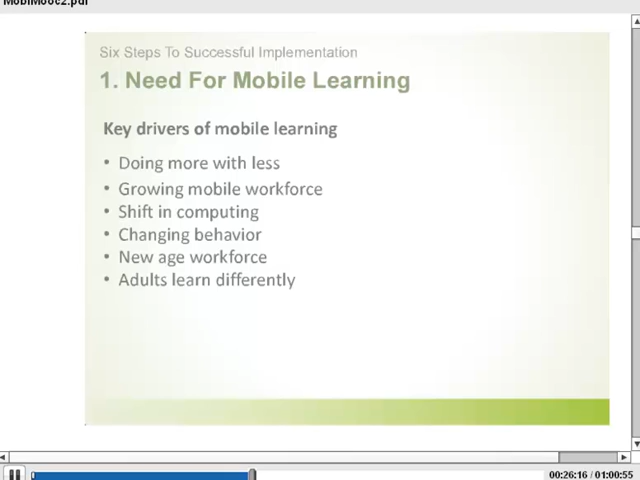 MobiMooc2.pdf
Six Steps To Successful Implementation
1. Need For Mobile Learning
Key drivers of mobile learning
• Doing more with less
• Growing mobile workforce
• Shift in computing
• Changing behavior
• New age workforce
• Adults learn differently
00:26:16 / 01:00:55